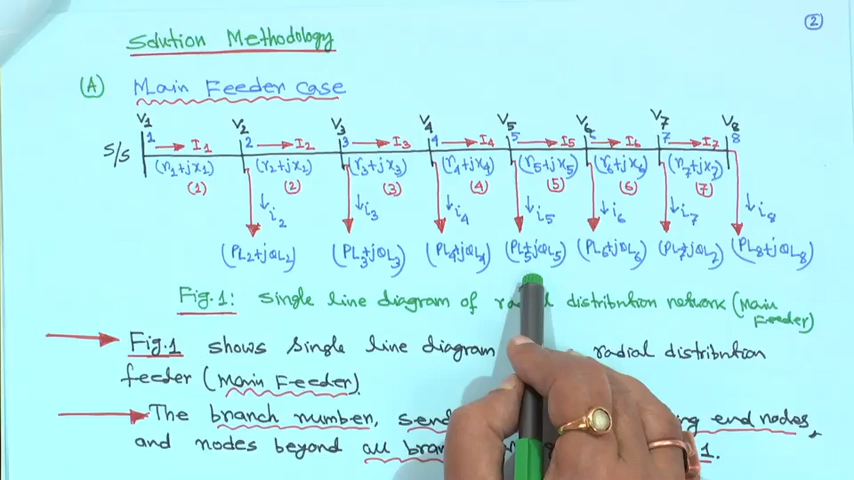 2
Solution Methodology
(A) Main Feeder case
V1 V2 V3 V4 V5 V6 V7 V8
S/S 1 I1 2 I2 3 I3 4 I4 5 I5 6 I6 7 I7 8
(r1+jx1) (r2+jx2) (r3+jx3) (r4+jx4) (r5+jx5) (r6+jx6) (r7+jx7)
(1) (2) (3) (4) (5) (6) (7)
i2 i3 i4 i5 i6 i7 i8
(PL2+jQL2) (PL3+jQL3) (PL4+jQL4) (PL5+jQL5) (PL6+jQL6) (PL7+jQL7) (PL8+jQL8)
Fig.1: Single line diagram of distribution network (Main
Feeder)
Fig.1 shows single line diagram radial distribution
feeder (Main Feeder).
The branch number, end nodes,
and nodes beyond all 1.